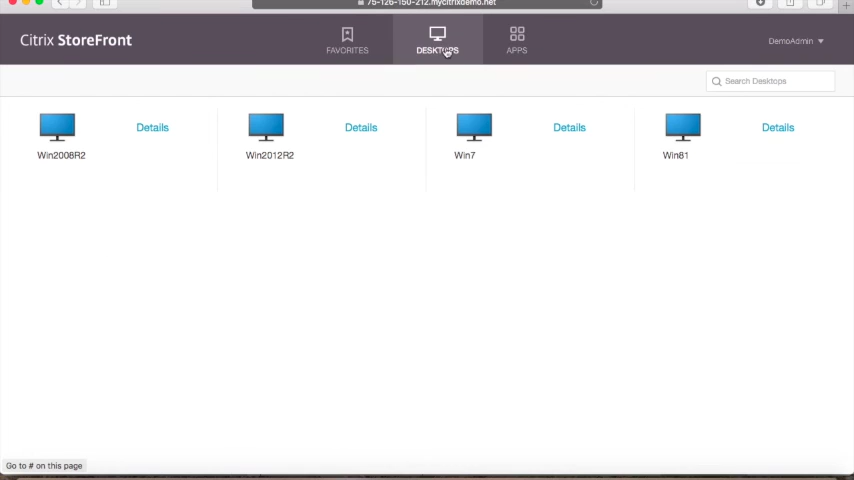 75-126-150-212.mycitrixdemo.net
Citrix StoreFront
FAVORITES
DESKTOPS
APPS
DemoAdmin
Search Desktops
Details
Details
Details
Details
Win2008R2
Win2012R2
Win7
Win81
Go to # on this page